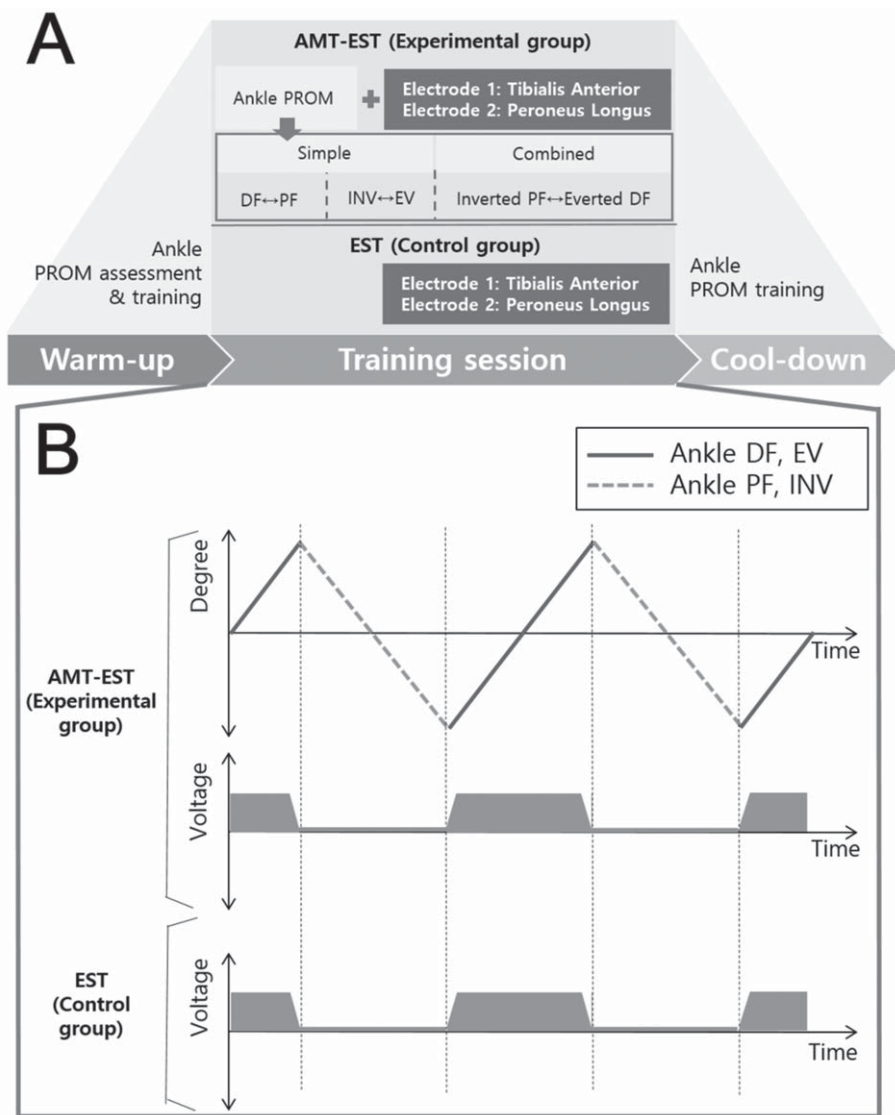 A
AMT-EST (Experimental group)
Ankle PROM
Electrode 1: Tibialis Anterior
Electrode 2: Peroneus Longus
Simple
Combined
DF↔PF
INV↔EV
Inverted PF↔Everted DF
EST (Control group)
Electrode 1: Tibialis Anterior
Electrode 2: Peroneus Longus
Ankle
PROM assessment
& training
Ankle
PROM training
Warm-up
Training session
Cool-down
B
Ankle DF, EV
Ankle PF, INV
Degree
Time
AMT-EST
(Experimental
group)
Voltage
Time
EST
(Control
group)
Voltage
Time